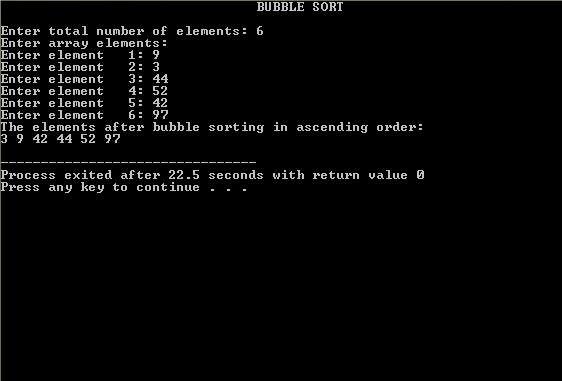 BUBBLE SORT
Enter total number of elements: 6
Enter array elements:
Enter element   1: 9
Enter element   2: 3
Enter element   3: 44
Enter element   4: 52
Enter element   5: 42
Enter element   6: 97
The elements after bubble sorting in ascending order:
3 9 42 44 52 97
--------------------------------
Process exited after 22.5 seconds with return value 0
Press any key to continue . . .